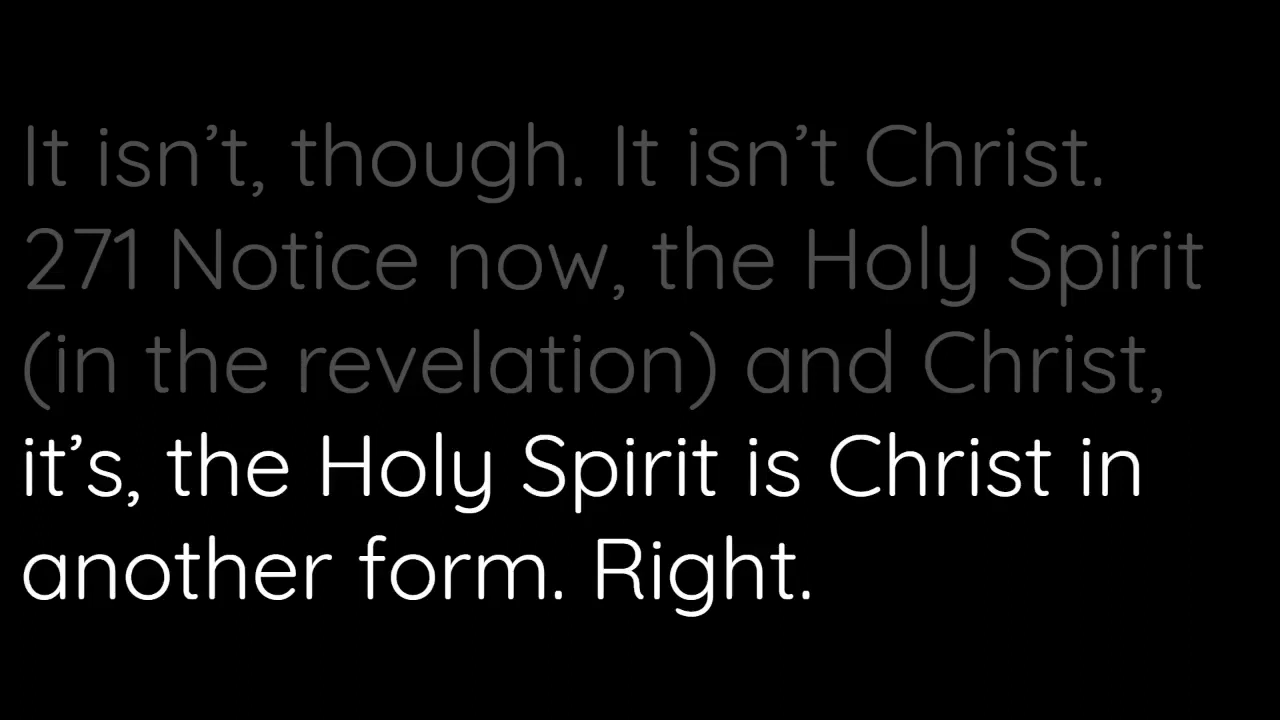 It isn’t, though. It isn’t Christ.
271 Notice now, the Holy Spirit
(in the revelation) and Christ,
it’s, the Holy Spirit is Christ in
another form. Right.